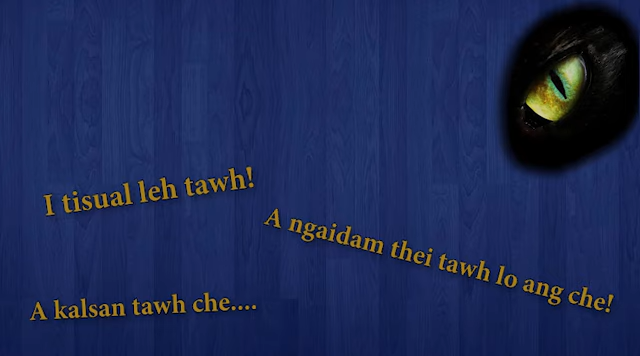 I tisual leh tawh!
A ngaidam thei tawh lo ang che!
A kalsan tawh che....